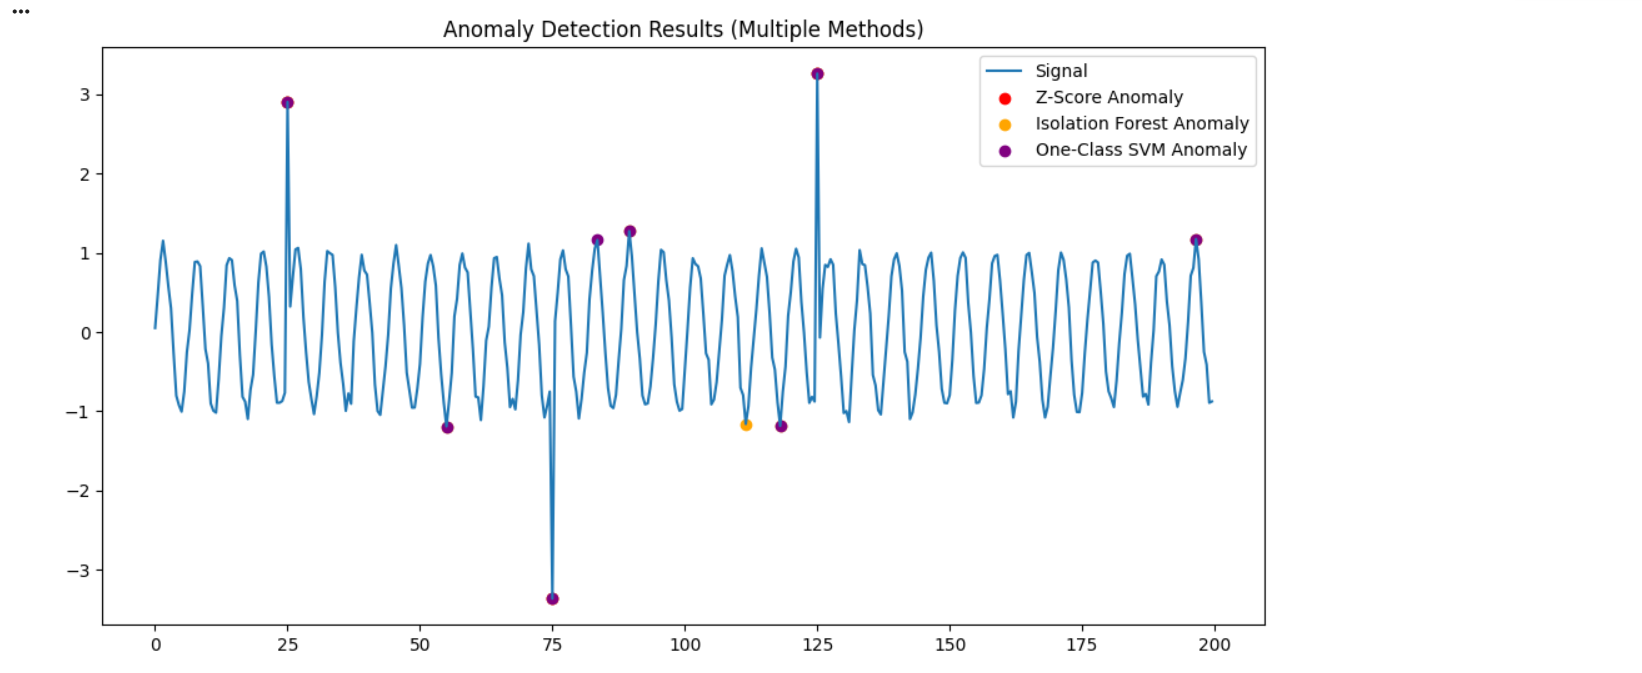 ...
Anomaly Detection Results (Multiple Methods)
Signal
Z-Score Anomaly
Isolation Forest Anomaly
One-Class SVM Anomaly
3
2
1
0
−1
−2
−3
0 25 50 75 100 125 150 175 200